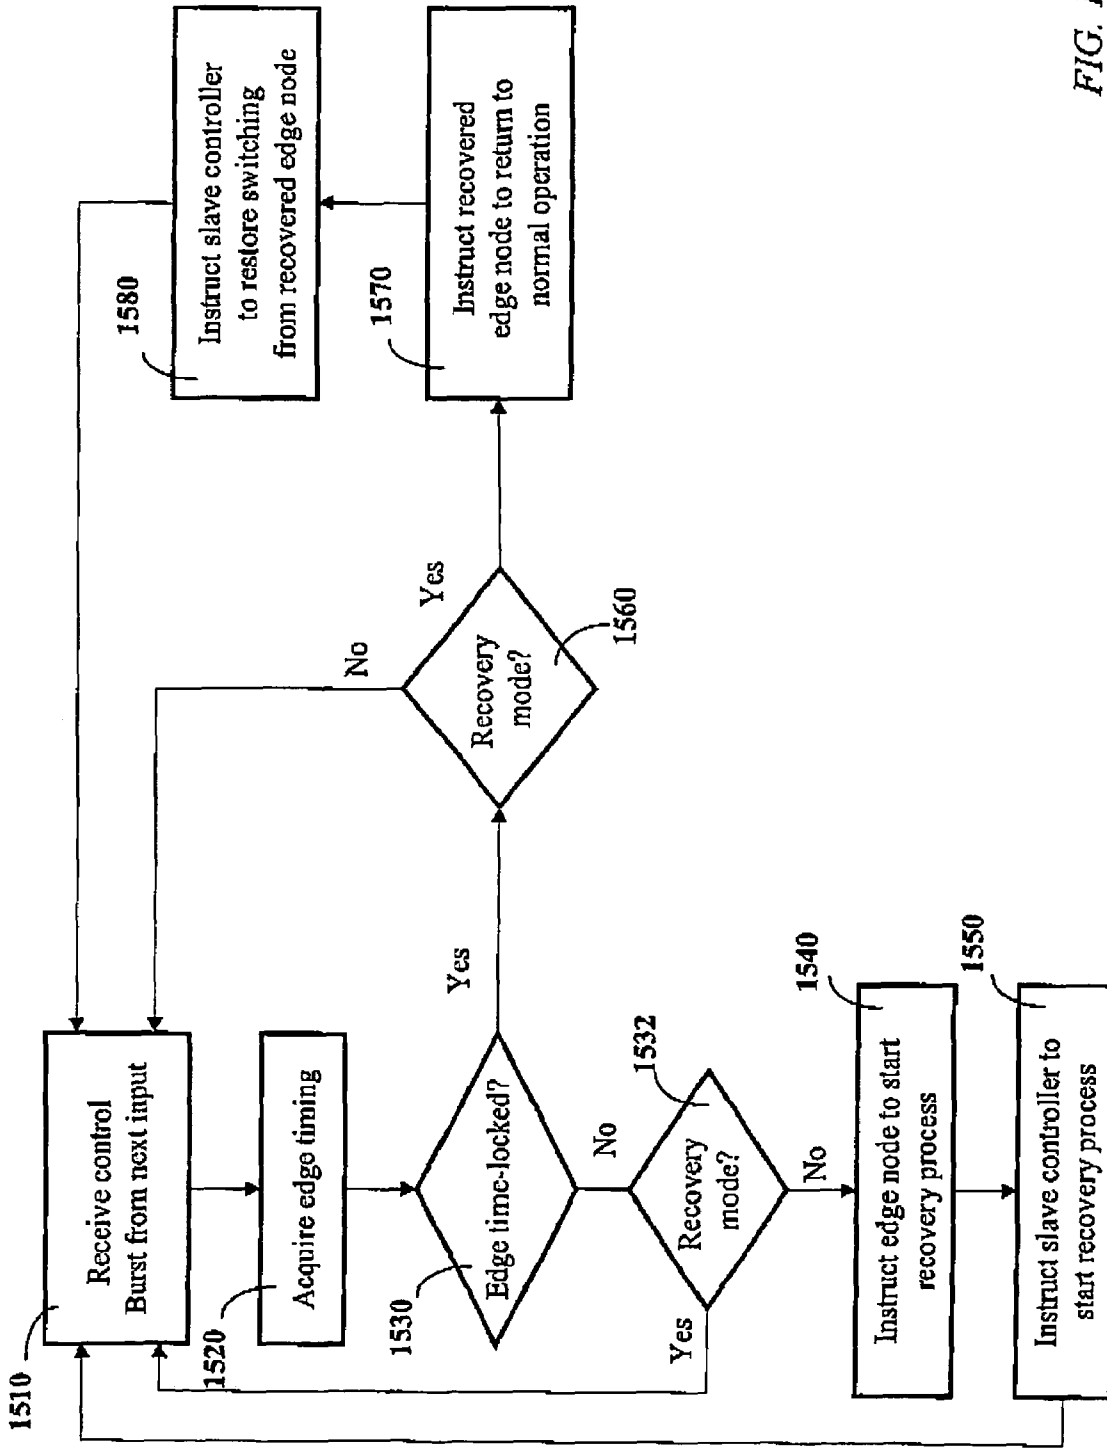 1510
Receive control
Burst from next input
1520
Acquire edge timing
1530
Edge time-locked?
Yes
No
1532
Recovery
mode?
Yes
No
1540
Instruct edge node to start
recovery process
1550
Instruct slave controller to
start recovery process
Recovery
mode?
1560
No
Yes
1570
Instruct recovered
edge node to return to
normal operation
1580
Instruct slave controller
to restore switching
from recovered edge node
FIG.